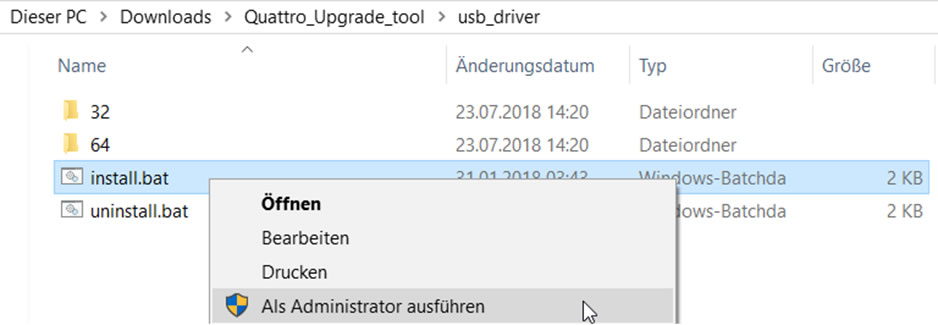 Dieser PC > Downloads > Quattro_Upgrade_tool > usb_driver
Name Änderungsdatum Typ Größe
32 23.07.2018 14:20 Dateiordner
64 23.07.2018 14:20 Dateiordner
install.bat 31.01.2018 03:43 Windows-Batchda 2 KB
uninstall.bat dows-Batchda 2 KB
Öffnen
Bearbeiten
Drucken
Als Administrator ausführen